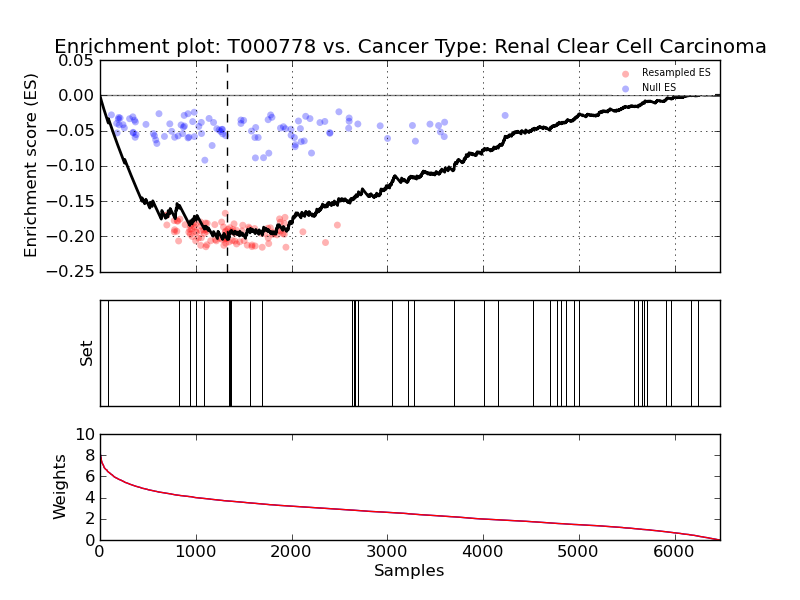 Enrichment plot: T000778 vs. Cancer Type: Renal Clear Cell Carcinoma
Enrichment score (ES)
0.05
0.00
−0.05
−0.10
−0.15
−0.20
−0.25
Resampled ES
Null ES
Set
Weights
10
8
6
4
2
0
0 1000 2000 3000 4000 5000 6000
Samples